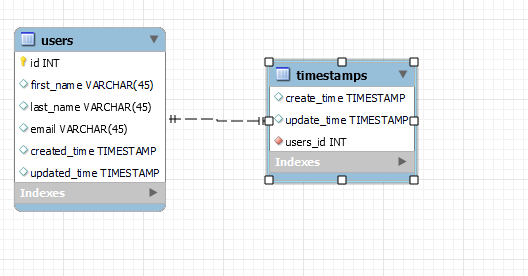 users
id INT
first_name VARCHAR(45)
last_name VARCHAR(45)
email VARCHAR(45)
created_time TIMESTAMP
updated_time TIMESTAMP
Indexes
timestamps
create_time TIMESTAMP
update_time TIMESTAMP
users_id INT
Indexes